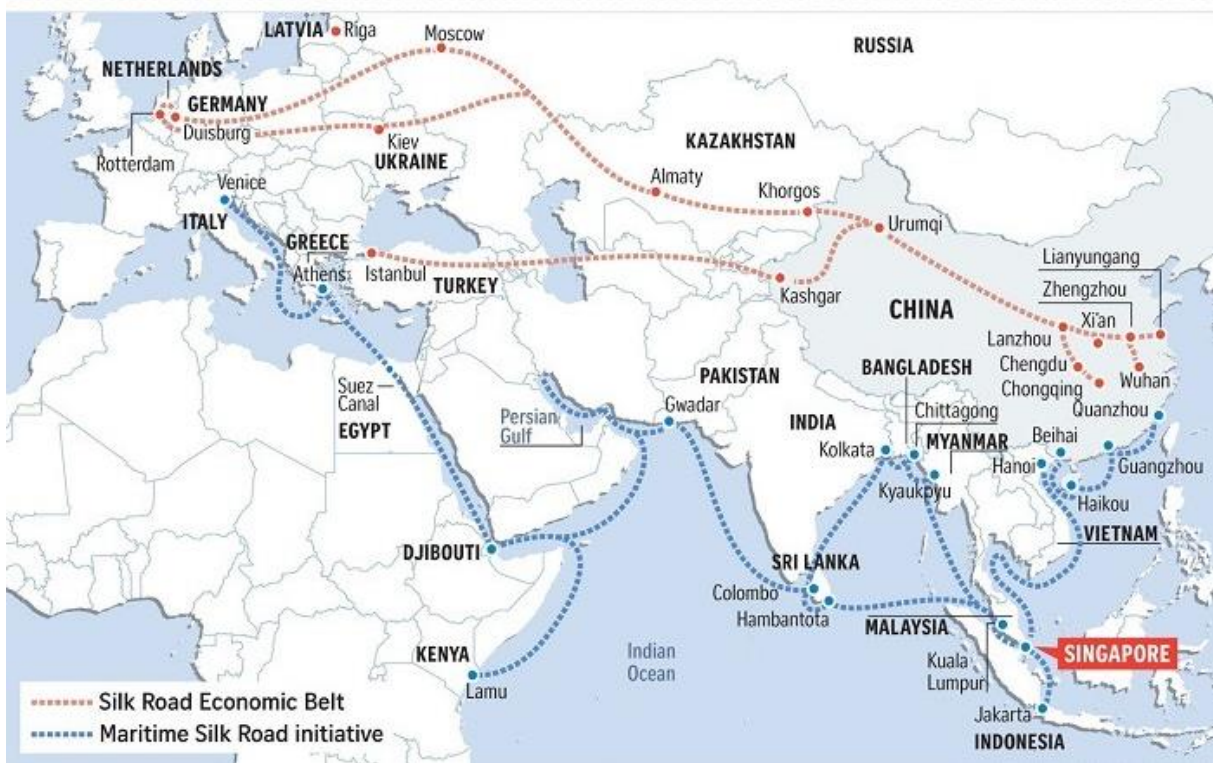 LATVIA
Riga
Moscow
RUSSIA
NETHERLANDS
GERMANY
Duisburg
Rotterdam
Kiev
UKRAINE
KAZAKHSTAN
Venice
Almaty
Khorgos
ITALY
Urumqi
GREECE
Athens
Istanbul
TURKEY
Kashgar
Lianyungang
Zhengzhou
CHINA
Xi'an
Lanzhou
Chengdu
Chongqing
Wuhan
BANGLADESH
PAKISTAN
Suez
Canal
EGYPT
Persian
Gulf
Gwadar
INDIA
Chittagong
Quanzhou
Kolkata
MYANMAR
Beihai
Hanoi
Guangzhou
Kyaukpyu
Haikou
VIETNAM
DJIBOUTI
SRI LANKA
Colombo
Hambantota
MALAYSIA
KENYA
Lamu
Indian
Ocean
Kuala
Lumpur
SINGAPORE
Jakarta
INDONESIA
Silk Road Economic Belt
Maritime Silk Road initiative